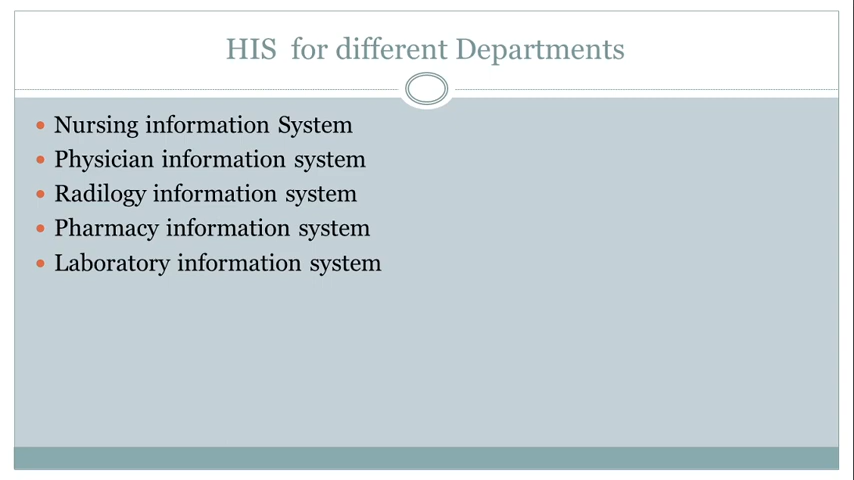 HIS  for different Departments
Nursing information System
Physician information system
Radilogy information system
Pharmacy information system
Laboratory information system